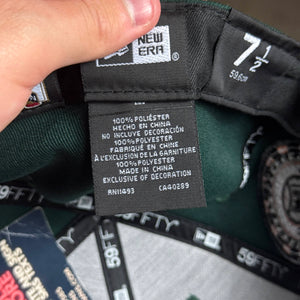 NEW ERA
®
7 1/2
59.6cm
100% POLIÉSTER
HECHO EN CHINA
NO INCLUYE DECORACIÓN
100% POLYESTER
FABRIQUÉ EN CHINE
À L'EXCLUSION DE LA GARNITURE
100% POLYESTER
MADE IN CHINA
EXCLUSIVE OF DECORATION
RN11493 CA40289
59FIFTY
59FIFTY
59FIFTY